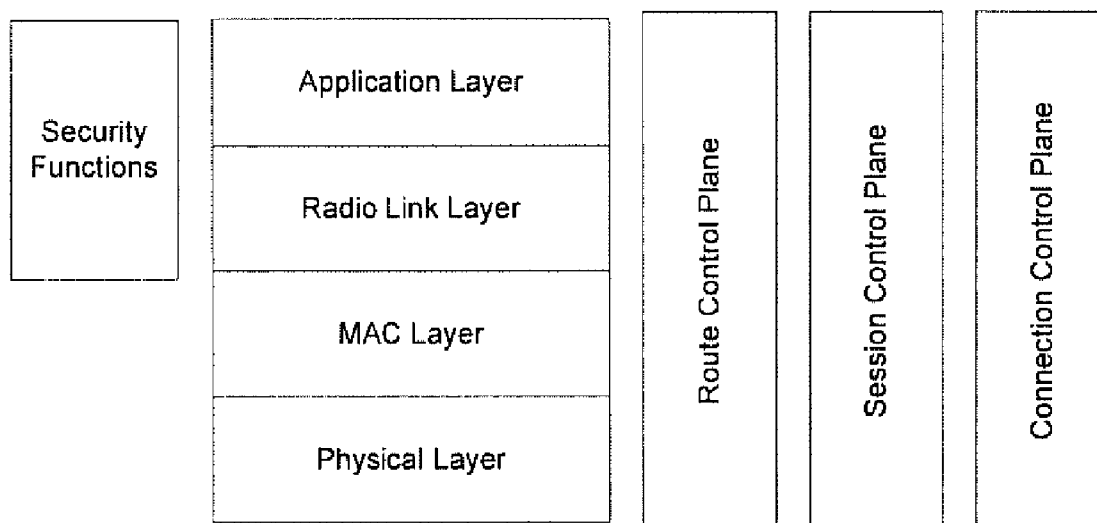 Security
Functions
Application Layer
Radio Link Layer
MAC Layer
Physical Layer
Route Control Plane
Session Control Plane
Connection Control Plane